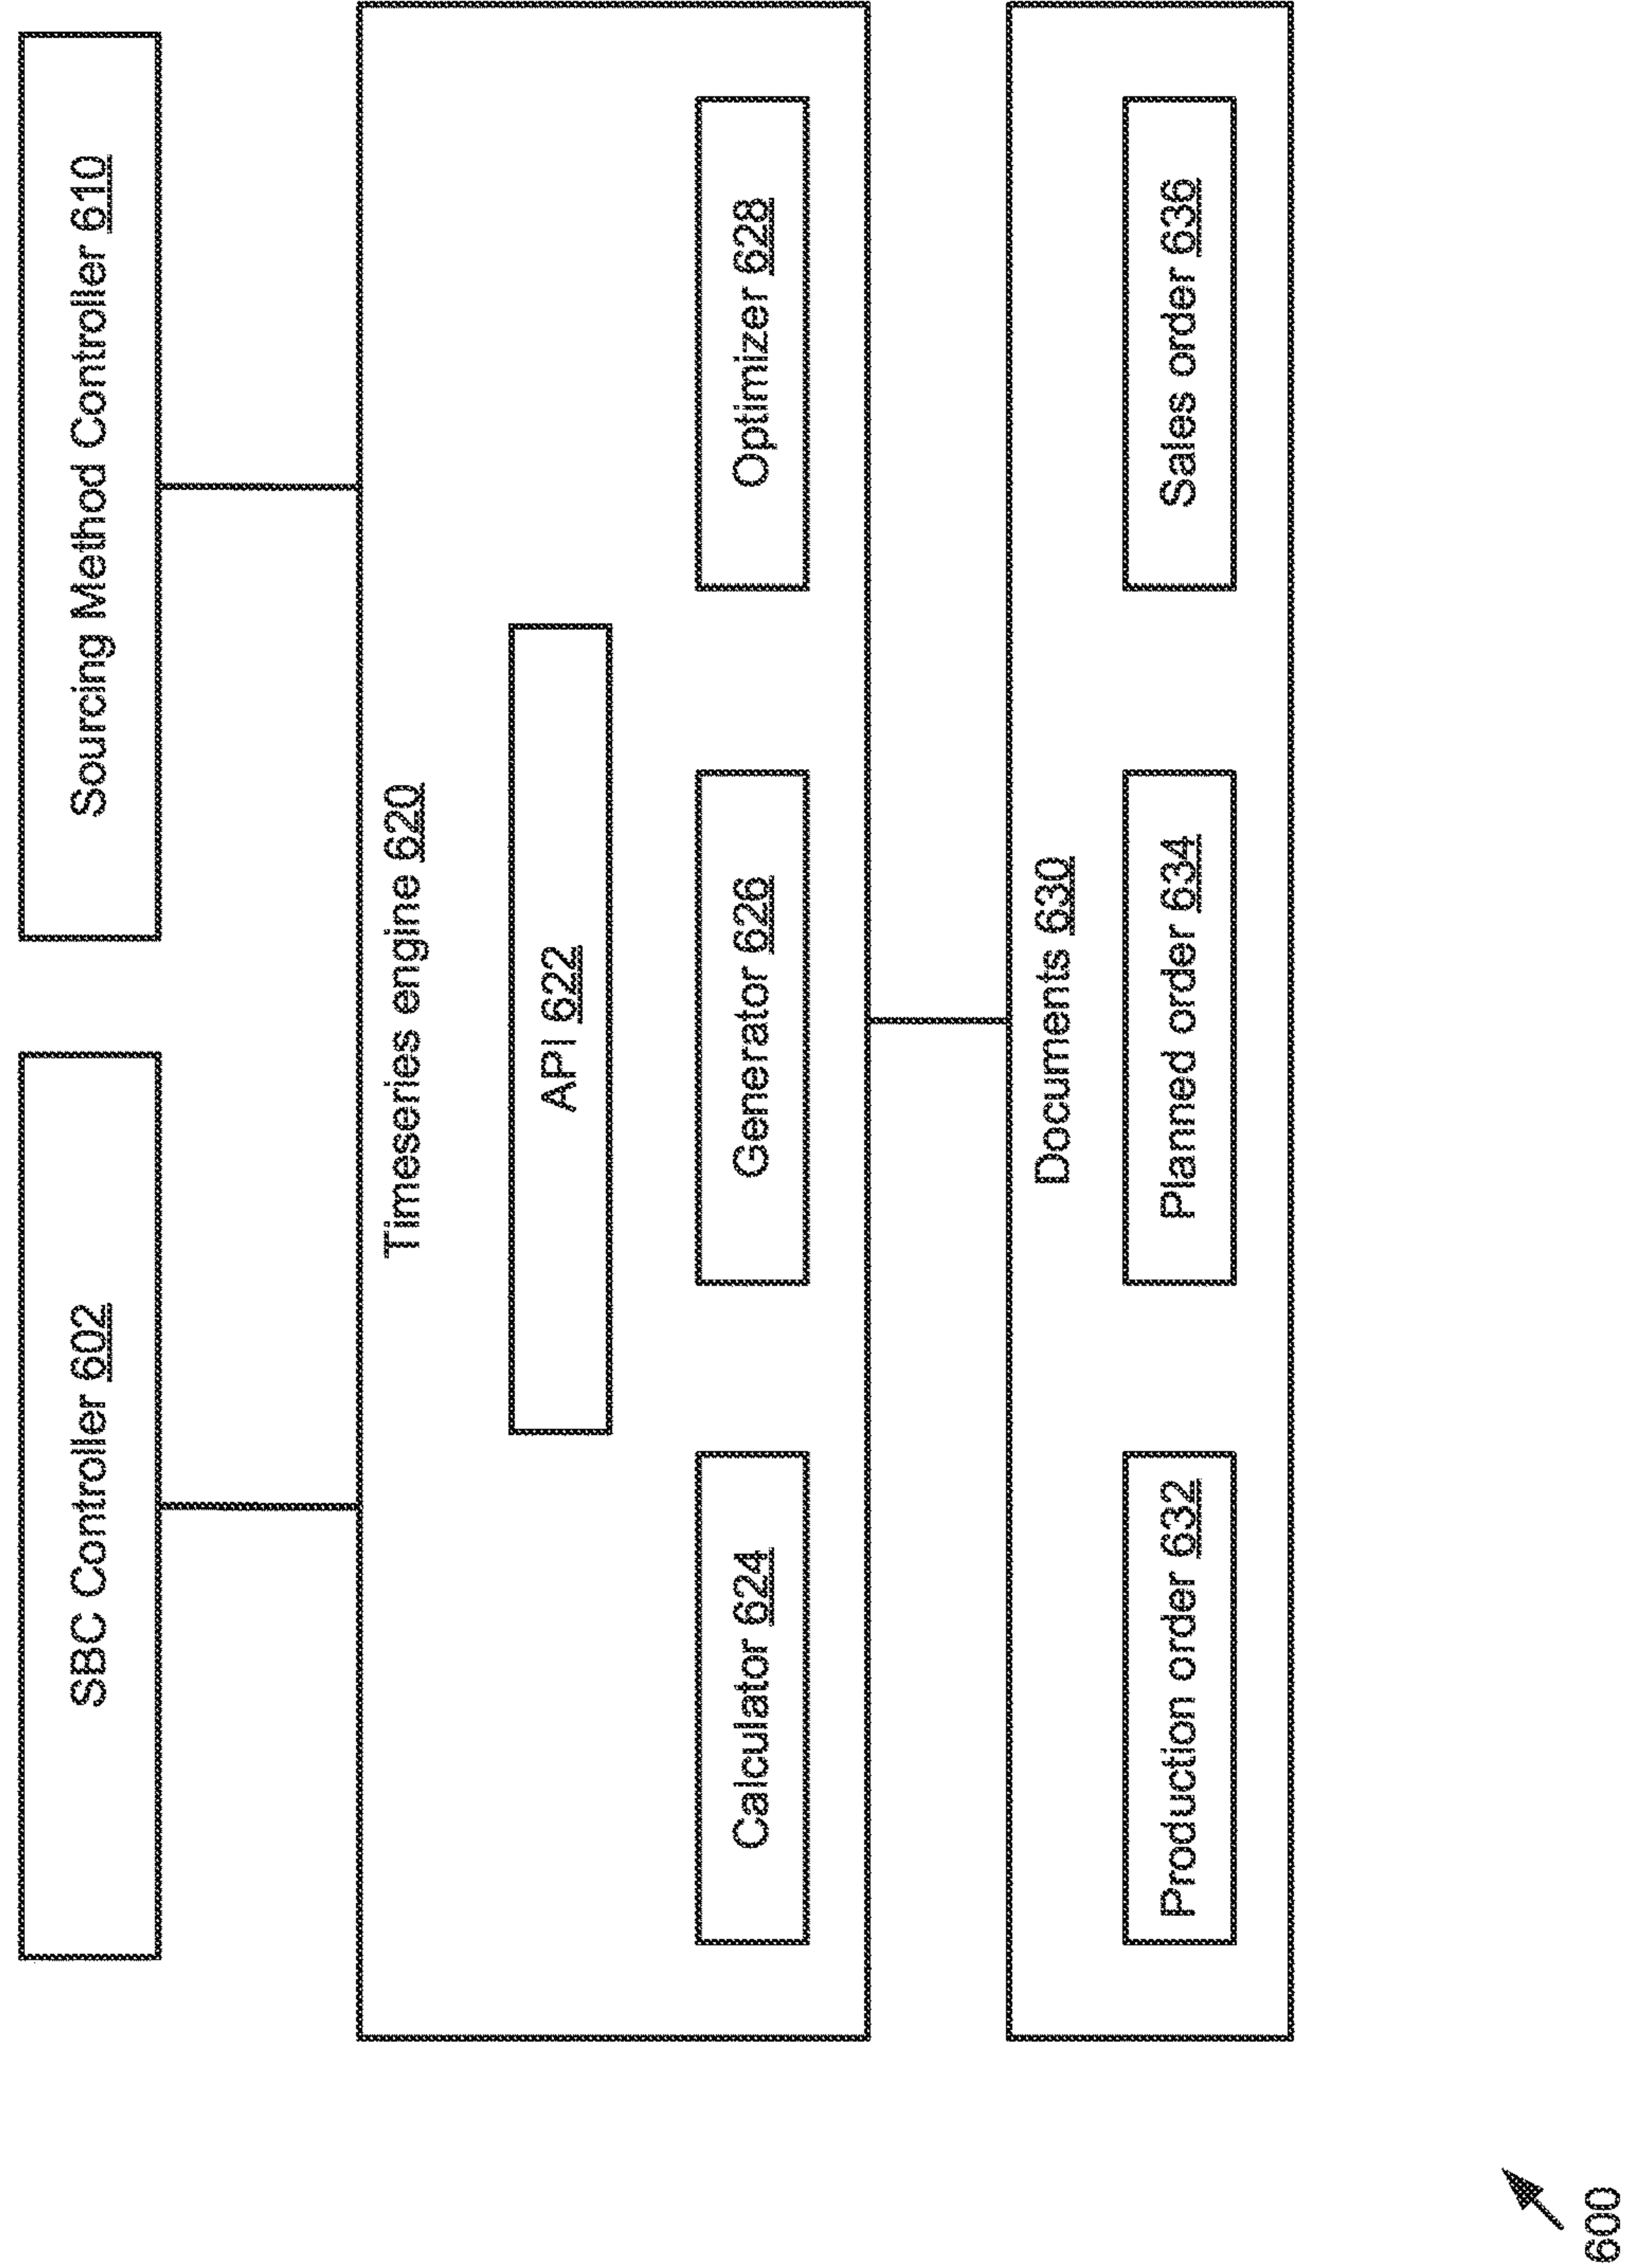 SBC Controller 602
Sourcing Method Controller 610
Timeseries engine 620
API 622
Calculator 624
Generator 626
Optimizer 628
Documents 630
Production order 632
Planned order 634
Sales order 636
600